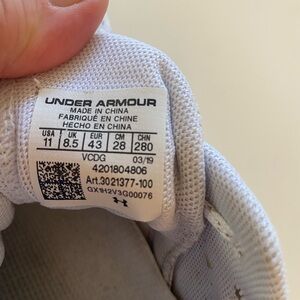 UNDER ARMOUR
MADE IN CHINA
FABRIQUÉ EN CHINE
HECHO EN CHINA
USA UK EUR CM CHN
11 8.5 43 28 280
VCDG 03/19
4201804806
Art.3021377-100
GX1H2V3G00076